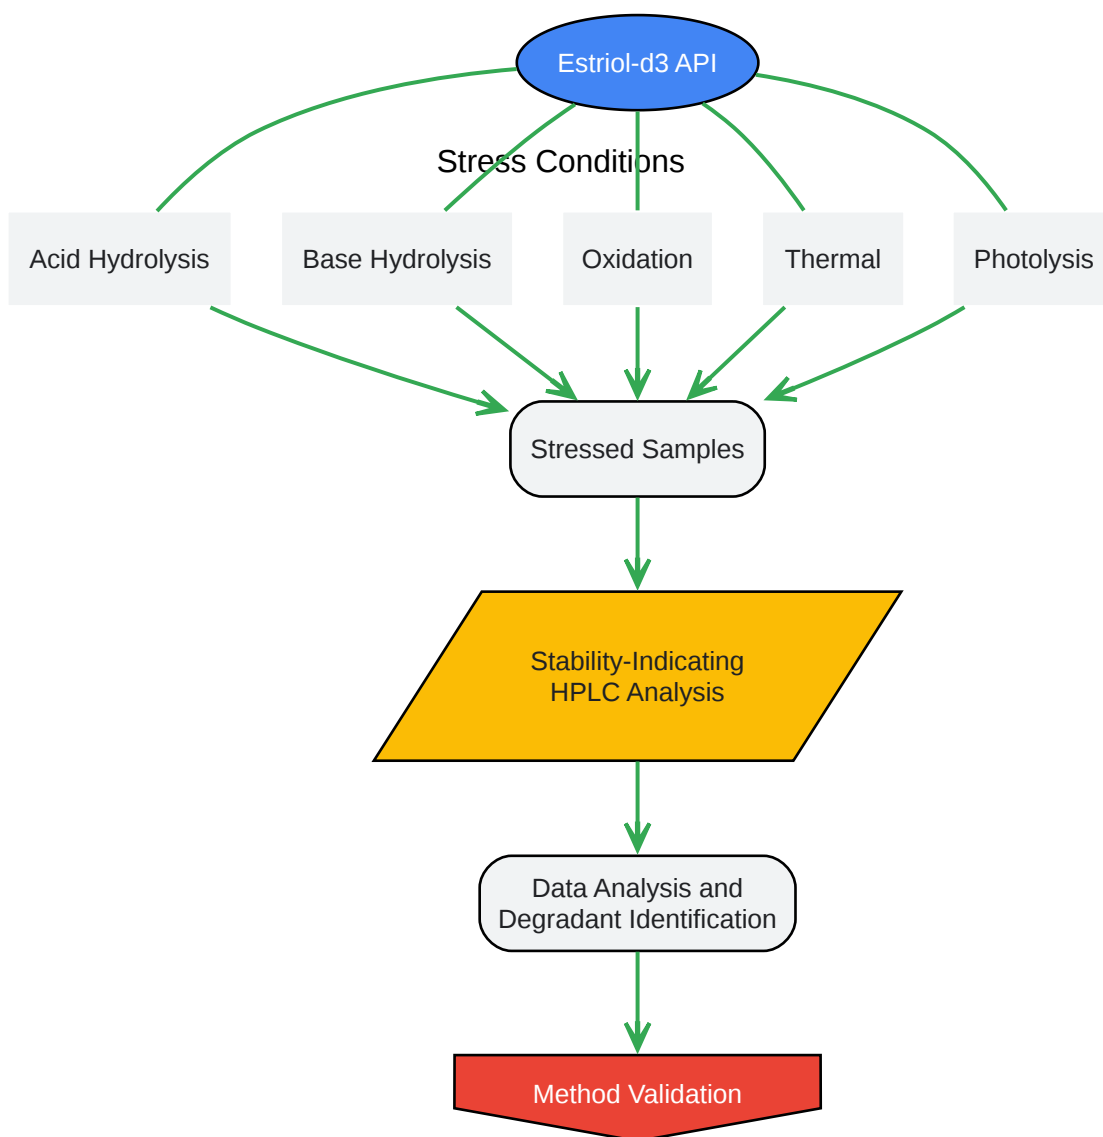 Estriol-d3 API
Stress Conditions
Acid Hydrolysis
Base Hydrolysis
Oxidation
Thermal
Photolysis
Stressed Samples
Stability-Indicating
HPLC Analysis
Data Analysis and
Degradant Identification
Method Validation